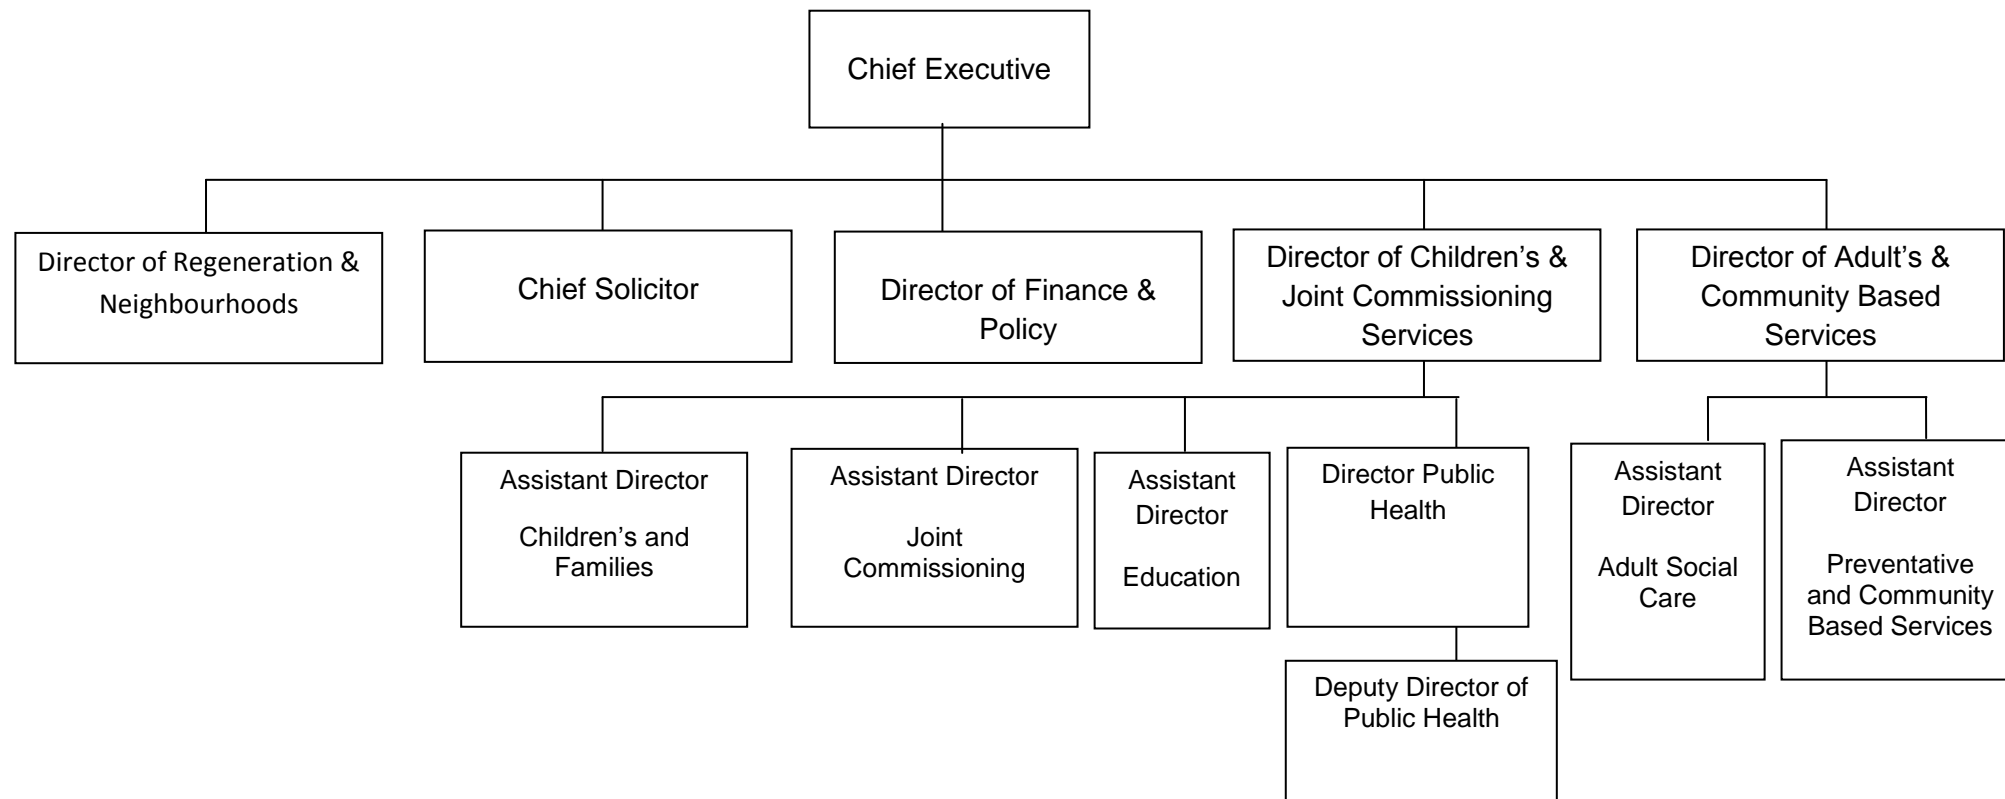 Chief Executive
Director of Regeneration &
Neighbourhoods
Chief Solicitor
Director of Finance &
Policy
Director of Children’s &
Joint Commissioning
Services
Director of Adult’s &
Community Based
Services
Assistant Director
Children’s and
Families
Assistant Director
Joint
Commissioning
Assistant
Director
Education
Director Public
Health
Assistant
Director
Adult Social
Care
Assistant
Director
Preventative
and Community
Based Services
Deputy Director of
Public Health